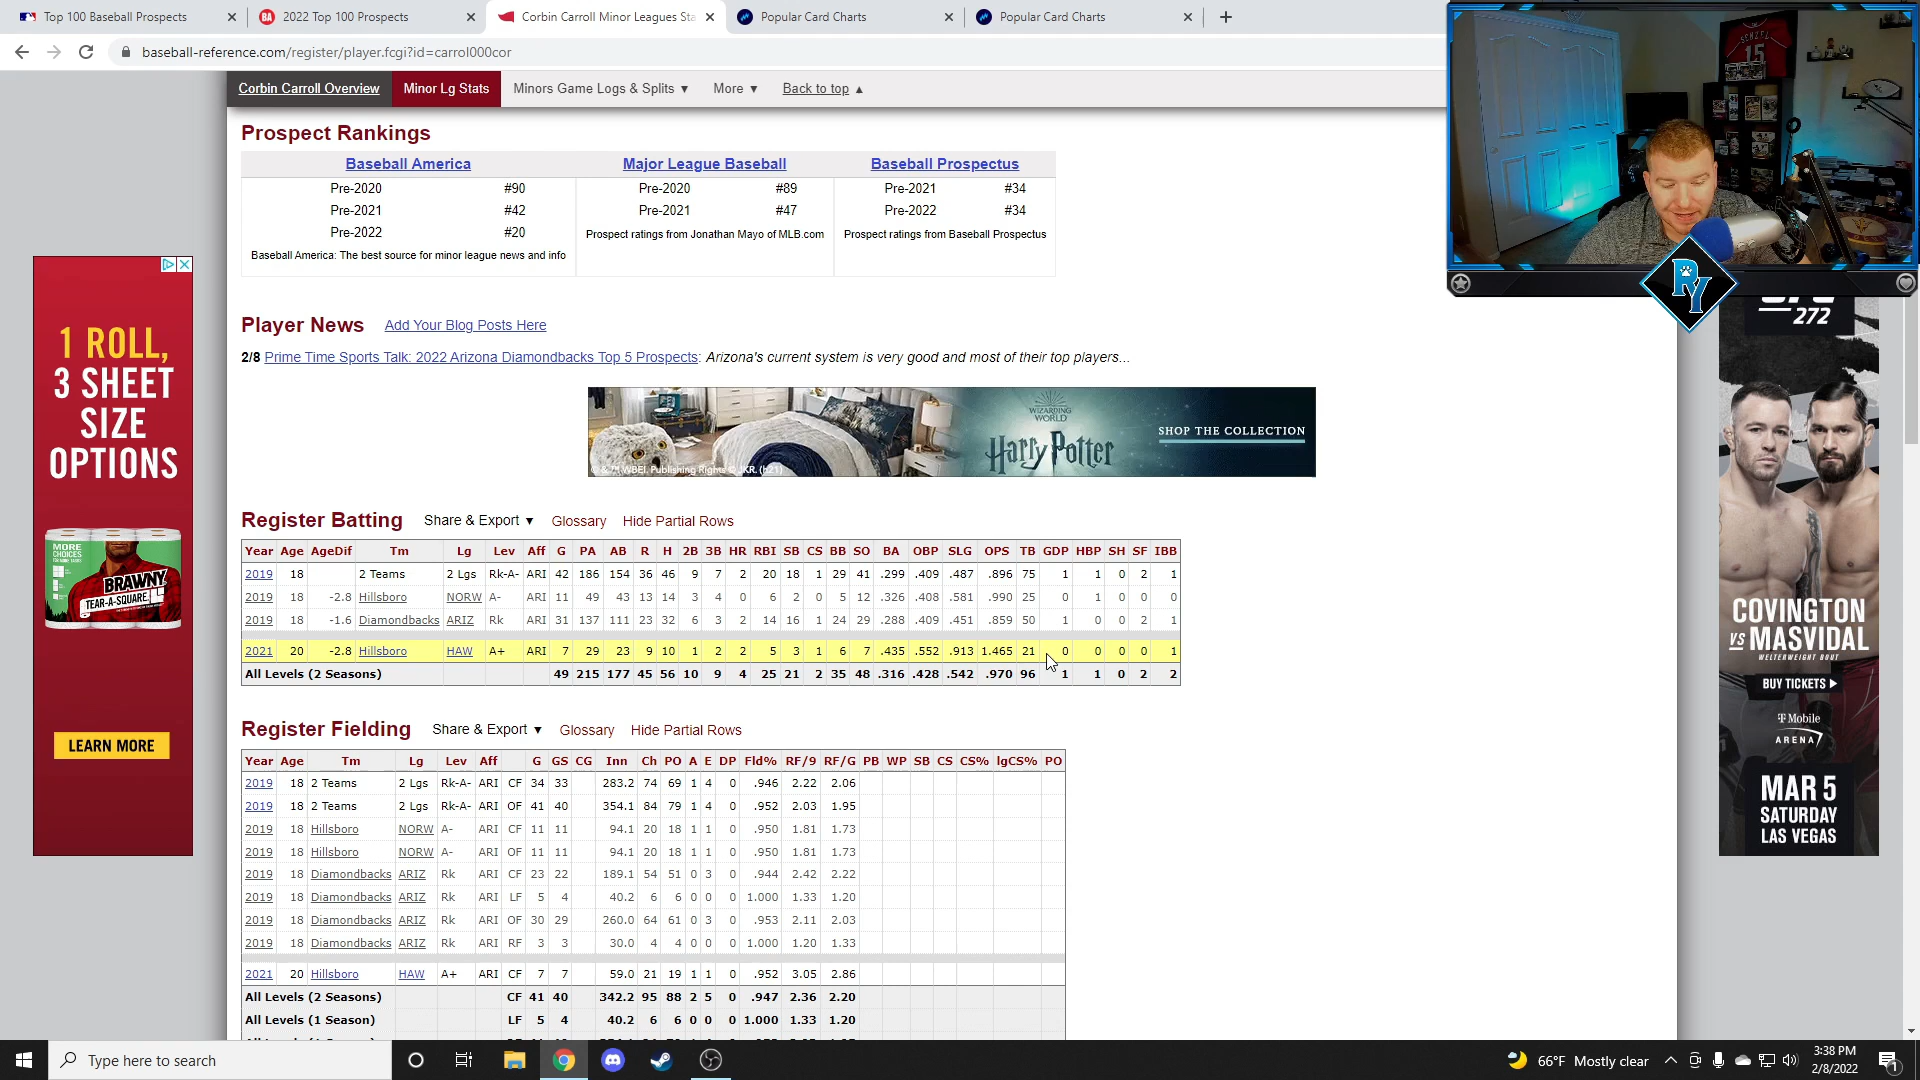 Top 100 Baseball Prospects
2022 Top 100 Prospects
Corbin Carroll Minor Leagues Sta
Popular Card Charts
Popular Card Charts
baseball-reference.com/register/player.fcgi?id=carrol000cor
Corbin Carroll Overview Minor Lg Stats Minors Game Logs & Splits ▼ More ▼ Back to top ▲
Prospect Rankings
Baseball America Major League Baseball Baseball Prospectus
Pre-2020 #90 Pre-2020 #89 Pre-2021 #34
Pre-2021 #42 Pre-2021 #47 Pre-2022 #34
Pre-2022 #20 Prospect ratings from Jonathan Mayo of MLB.com Prospect ratings from Baseball Prospectus
Baseball America: The best source for minor league news and info
Player News Add Your Blog Posts Here
2/8 Prime Time Sports Talk: 2022 Arizona Diamondbacks Top 5 Prospects: Arizona's current system is very good and most of their top players...
WIZARDING
WORLD
Harry Potter
SHOP THE COLLECTION
Register Batting Share & Export ▼ Glossary Hide Partial Rows
Year Age AgeDif Tm Lg Lev Aff G PA AB R H 2B 3B HR RBI SB CS BB SO BA OBP SLG OPS TB GDP HBP SH SF IBB
2019 18 2 Teams 2 Lgs Rk-A- ARI 42 186 154 36 46 9 7 2 20 18 1 29 41 .299 .409 .487 .896 75 1 1 0 2 1
2019 18 -2.8 Hillsboro NORW A- ARI 11 49 43 13 14 3 4 0 6 2 0 5 12 .326 .408 .581 .990 25 0 1 0 0 0
2019 18 -1.6 Diamondbacks ARIZ Rk ARI 31 137 111 23 32 6 3 2 14 16 1 24 29 .288 .409 .451 .859 50 1 0 0 2 1
2021 20 -2.8 Hillsboro HAW A+ ARI 7 29 23 9 10 1 2 2 5 3 1 6 7 .435 .552 .913 1.465 21 0 0 0 0 1
All Levels (2 Seasons) 49 215 177 45 56 10 9 4 25 21 2 35 48 .316 .428 .542 .970 96 1 1 0 2 2
Register Fielding Share & Export ▼ Glossary Hide Partial Rows
Year Age Tm Lg Lev Aff G GS CG Inn Ch PO A E DP Fld% RF/9 RF/G PB WP SB CS CS% lgCS% PO
2019 18 2 Teams 2 Lgs Rk-A- ARI CF 34 33 283.2 74 69 1 4 0 .946 2.22 2.06
2019 18 2 Teams 2 Lgs Rk-A- ARI OF 41 40 354.1 84 79 1 4 0 .952 2.03 1.95
2019 18 Hillsboro NORW A- ARI CF 11 11 94.1 20 18 1 1 0 .950 1.81 1.73
2019 18 Hillsboro NORW A- ARI OF 11 11 94.1 20 18 1 1 0 .950 1.81 1.73
2019 18 Diamondbacks ARIZ Rk ARI CF 23 22 189.1 54 51 0 3 0 .944 2.42 2.22
2019 18 Diamondbacks ARIZ Rk ARI LF 5 4 40.2 6 6 0 0 0 1.000 1.33 1.20
2019 18 Diamondbacks ARIZ Rk ARI OF 30 29 260.0 64 61 0 3 0 .953 2.11 2.03
2019 18 Diamondbacks ARIZ Rk ARI RF 3 3 30.0 4 4 0 0 0 1.000 1.20 1.33
2021 20 Hillsboro HAW A+ ARI CF 7 7 59.0 21 19 1 1 0 .952 3.05 2.86
All Levels (2 Seasons) CF 41 40 342.2 95 88 2 5 0 .947 2.36 2.20
All Levels (1 Season) LF 5 4 40.2 6 6 0 0 0 1.000 1.33 1.20
1 ROLL,
3 SHEET
SIZE
OPTIONS
MORE
BRAWNY
TEAR-A-SQUARE
LEARN MORE
SENZEL
15
RY
272
COVINGTON
VS MASVIDAL
WELTERWEIGHT BOUT
BUY TICKETS ▶
T Mobile
ARENA
MAR 5
SATURDAY
LAS VEGAS
Type here to search
66°F Mostly clear
3:38 PM
2/8/2022
1